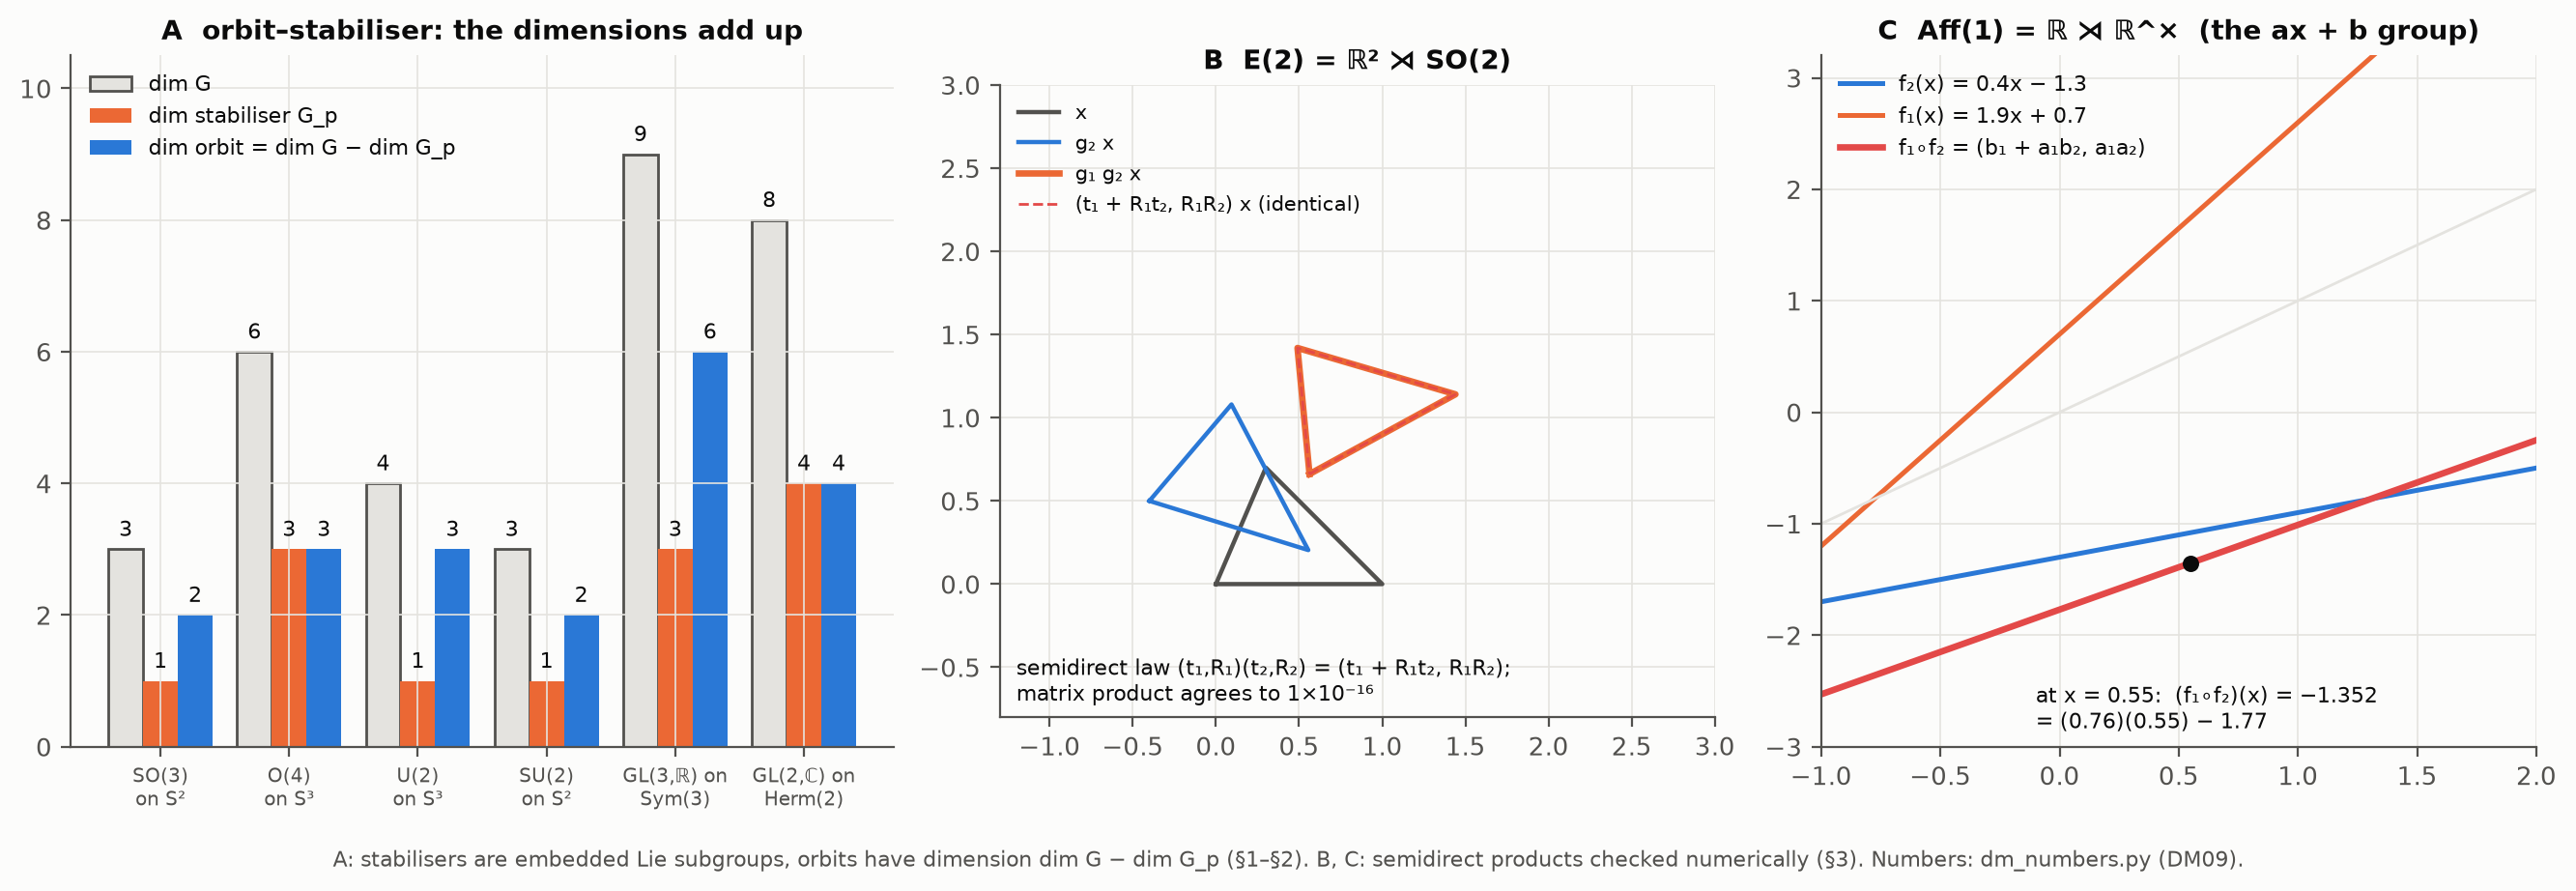 A  orbit–stabiliser: the dimensions add up
dim G
dim stabiliser G_p
dim orbit = dim G − dim G_p
10
8
6
4
2
0
3
1
2
6
3
3
4
1
3
3
1
2
9
3
6
8
4
4
SO(3)
on S²
O(4)
on S³
U(2)
on S³
SU(2)
on S²
GL(3,ℝ) on
Sym(3)
GL(2,ℂ) on
Herm(2)
B  E(2) = ℝ² ⋊ SO(2)
x
g₂ x
g₁ g₂ x
(t₁ + R₁t₂, R₁R₂) x (identical)
3.0
2.5
2.0
1.5
1.0
0.5
0.0
−0.5
semidirect law (t₁,R₁)(t₂,R₂) = (t₁ + R₁t₂, R₁R₂);
matrix product agrees to 1×10⁻¹⁶
−1.0 −0.5 0.0 0.5 1.0 1.5 2.0 2.5 3.0
C  Aff(1) = ℝ ⋊ ℝ^×  (the ax + b group)
f₂(x) = 0.4x − 1.3
f₁(x) = 1.9x + 0.7
f₁∘f₂ = (b₁ + a₁b₂, a₁a₂)
3
2
1
0
−1
−2
−3
at x = 0.55:  (f₁∘f₂)(x) = −1.352
= (0.76)(0.55) − 1.77
−1.0 −0.5 0.0 0.5 1.0 1.5 2.0
A: stabilisers are embedded Lie subgroups, orbits have dimension dim G − dim G_p (§1–§2). B, C: semidirect products checked numerically (§3). Numbers: dm_numbers.py (DM09).